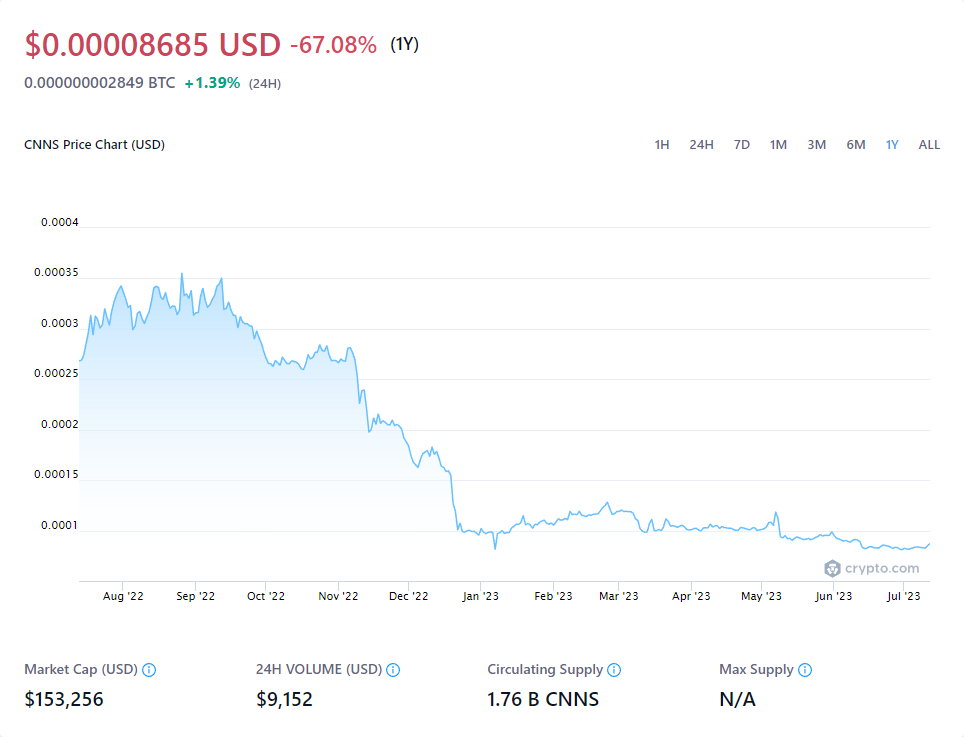 $0.00008685 USD -67.08% (1Y)
0.000000002849 BTC +1.39% (24H)
CNNS Price Chart (USD) 1H 24H 7D 1M 3M 6M 1Y ALL
0.0004
0.00035
0.0003
0.00025
0.0002
0.00015
0.0001
crypto.com
Aug '22 Sep '22 Oct '22 Nov '22 Dec '22 Jan '23 Feb '23 Mar '23 Apr '23 May '23 Jun '23 Jul '23
Market Cap (USD) 24H VOLUME (USD) Circulating Supply Max Supply
$153,256 $9,152 1.76 B CNNS N/A